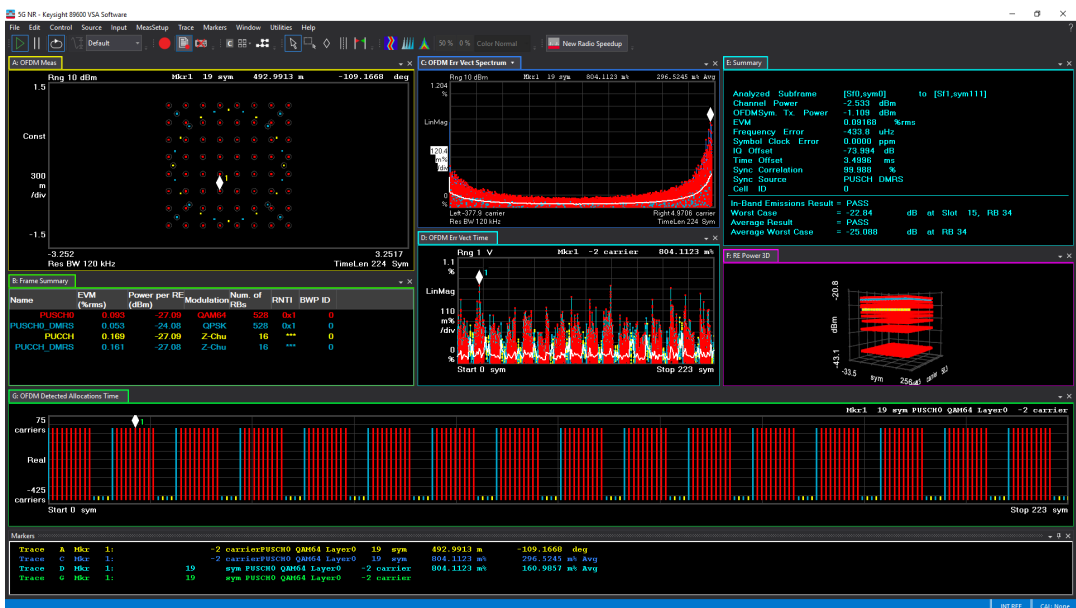 5G NR - Keysight 89600 VSA Software
File Edit Control Source Input MeasSetup Trace Markers Window Utilities Help
Default 50 % 0 % Color Normal New Radio Speedup
A: OFDM Meas
Rng 10 dBm Mkr1 19 sym 492.9913 m -109.1668 deg
1.5
Const
300
m
/div
-1.5
-3.252 3.2517
Res BW 120 kHz TimeLen 224 Sym
1
B: Frame Summary
Name EVM (%rms) Power per RE (dBm) Modulation Num. of RBs RNTI BWP ID
PUSCH0 0.093 -27.09 QAM64 528 0x1 0
PUSCH0_DMRS 0.053 -24.08 QPSK 528 0x1 0
PUCCH 0.169 -27.09 Z-Chu 16 *** 0
PUCCH_DMRS 0.161 -27.08 Z-Chu 16 *** 0
C: OFDM Err Vect Spectrum
Rng 10 dBm Mkr1 19 sym 804.1123 m% 296.5245 m% Avg
1.204
%
LinMag
120.4
m%
/div
0
%
Left -377.9 carrier Right 4.9706 carrier
Res BW 120 kHz TimeLen 224 Sym
D: OFDM Err Vect Time
Rng 1 V Mkr1 -2 carrier 804.1123 m%
1.1
%
1
LinMag
110
m%
/div
0
%
Start 0 sym Stop 223 sym
E: Summary
Analyzed Subframe [Sf0,sym0] to [Sf1,sym111]
Channel Power -2.533 dBm
OFDMSym. Tx. Power -1.109 dBm
EVM 0.09168 %rms
Frequency Error -433.8 uHz
Symbol Clock Error 0.0000 ppm
IQ Offset -73.994 dB
Time Offset 3.4996 ms
Sync Correlation 99.988 %
Sync Source PUSCH DMRS
Cell ID 0
In-Band Emissions Result = PASS
Worst Case = -22.84 dB at Slot 15, RB 34
Average Result = PASS
Average Worst Case = -25.088 dB at RB 34
F: RE Power 3D
-20.8
dBm
-43.1
-33.5
sym
carrier
G: OFDM Detected Allocations Time
Mkr1 19 sym PUSCH0 QAM64 Layer0 -2 carrier
75
carriers
1
Real
-425
carriers
Start 0 sym Stop 223 sym
Markers
Trace A Mkr 1: -2 carrierPUSCH0 QAM64 Layer0 19 sym 492.9913 m -109.1668 deg
Trace C Mkr 1: -2 carrierPUSCH0 QAM64 Layer0 19 sym 804.1123 m% 296.5245 m% Avg
Trace D Mkr 1: 19 sym PUSCH0 QAM64 Layer0 -2 carrier 804.1123 m% 160.9857 m% Avg
Trace G Mkr 1: 19 sym PUSCH0 QAM64 Layer0 -2 carrier
INT REF CAL: None